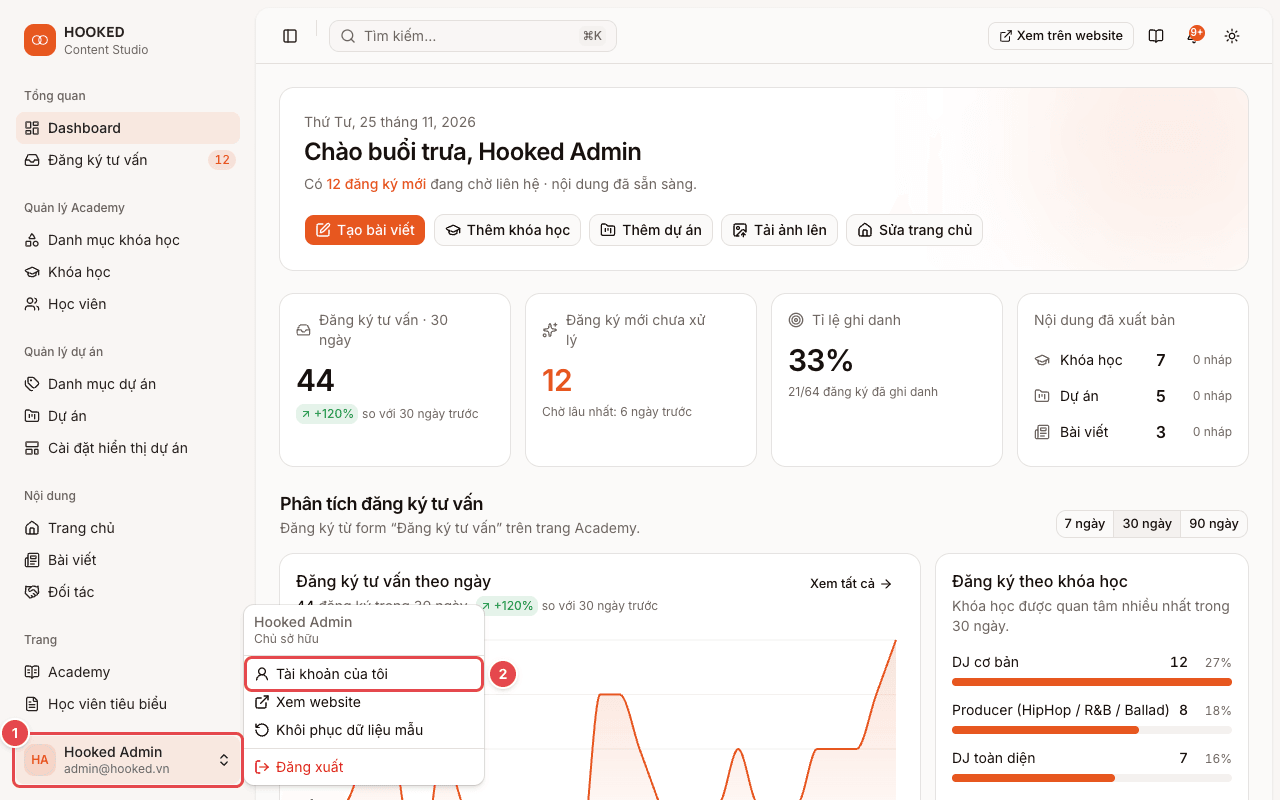 HOOKED
Content Studio
Tổng quan
Dashboard
Đăng ký tư vấn 12
Quản lý Academy
Danh mục khóa học
Khóa học
Học viên
Quản lý dự án
Danh mục dự án
Dự án
Cài đặt hiển thị dự án
Nội dung
Trang chủ
Bài viết
Đối tác
Trang
Academy
Học viên tiêu biểu
1
HA
Hooked Admin
admin@hooked.vn
Tìm kiếm... ⌘K
Xem trên website
9+
Thứ Tư, 25 tháng 11, 2026
Chào buổi trưa, Hooked Admin
Có 12 đăng ký mới đang chờ liên hệ · nội dung đã sẵn sàng.
Tạo bài viết
Thêm khóa học
Thêm dự án
Tải ảnh lên
Sửa trang chủ
Đăng ký tư vấn · 30
ngày
44
+120% so với 30 ngày trước
Đăng ký mới chưa xử
lý
12
Chờ lâu nhất: 6 ngày trước
Tỉ lệ ghi danh
33%
21/64 đăng ký đã ghi danh
Nội dung đã xuất bản
Khóa học 7 0 nháp
Dự án 5 0 nháp
Bài viết 3 0 nháp
Phân tích đăng ký tư vấn
Đăng ký từ form “Đăng ký tư vấn” trên trang Academy.
7 ngày 30 ngày 90 ngày
Đăng ký tư vấn theo ngày
Xem tất cả →
44 đăng ký trong 30 ngày +120% so với 30 ngày trước
Hooked Admin
Chủ sở hữu
Tài khoản của tôi
2
Xem website
Khôi phục dữ liệu mẫu
Đăng xuất
Đăng ký theo khóa học
Khóa học được quan tâm nhiều nhất trong
30 ngày.
DJ cơ bản 12 27%
Producer (HipHop / R&B / Ballad) 8 18%
DJ toàn diện 7 16%